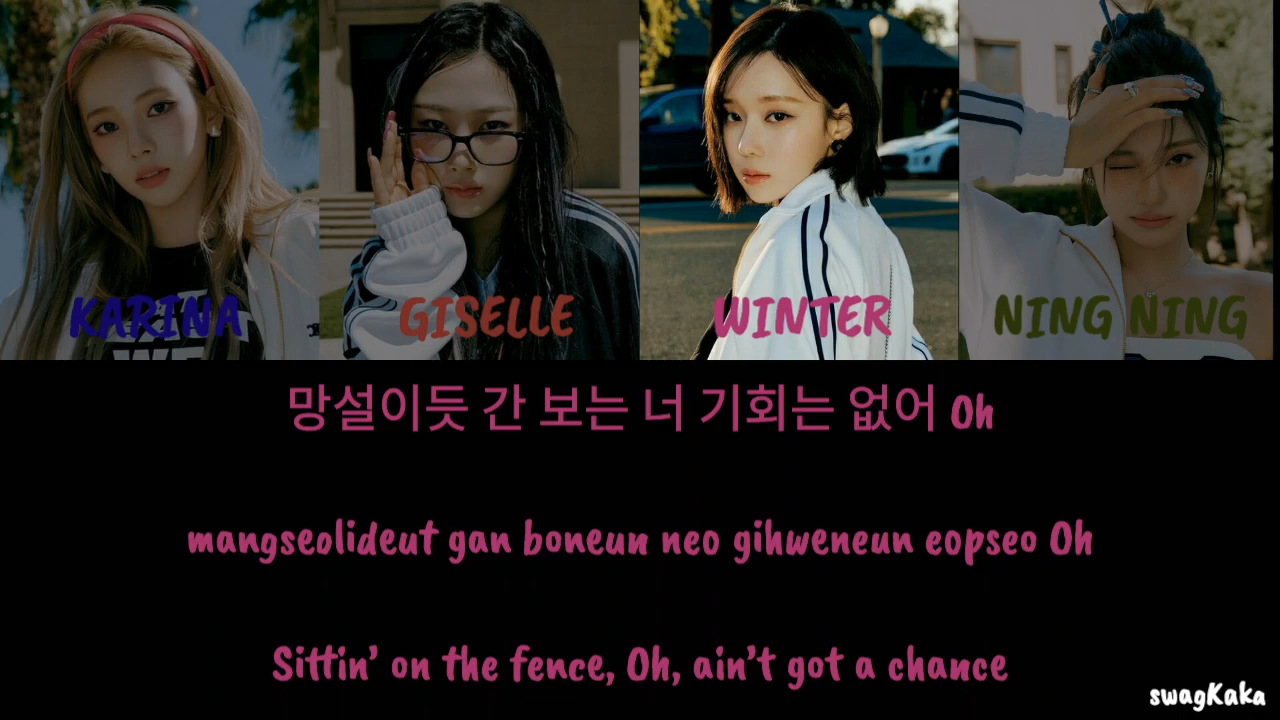 KARINA
GISELLE
WINTER
NING NING
망설이듯 간 보는 너 기회는 없어 Oh
mangseolideut gan boneun neo gihweneun eopseo Oh
Sittin' on the fence, Oh, ain't got a chance
swagKaka